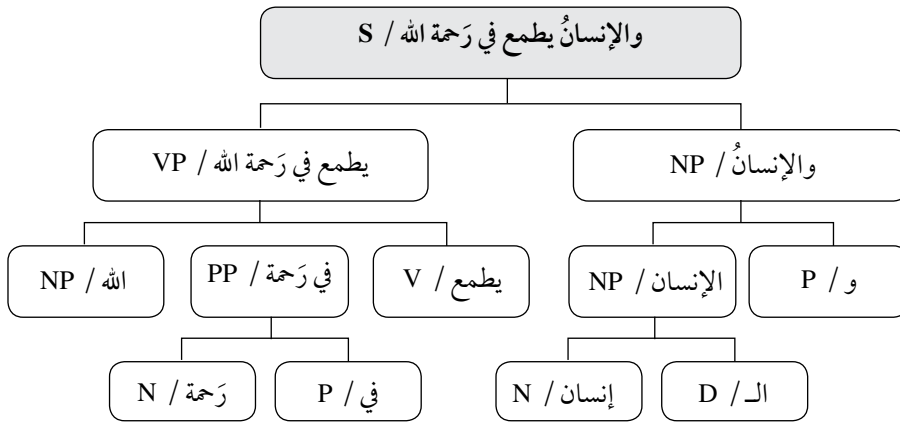 والإنسانُ يطمع في رَحمة الله / S
والإنسانُ / NP
يطمع في رَحمة الله / VP
و / P
الإنسان / NP
يطمع / V
في رَحمة / PP
الله / NP
الـ / D
إنسان / N
في / P
رَحمة / N